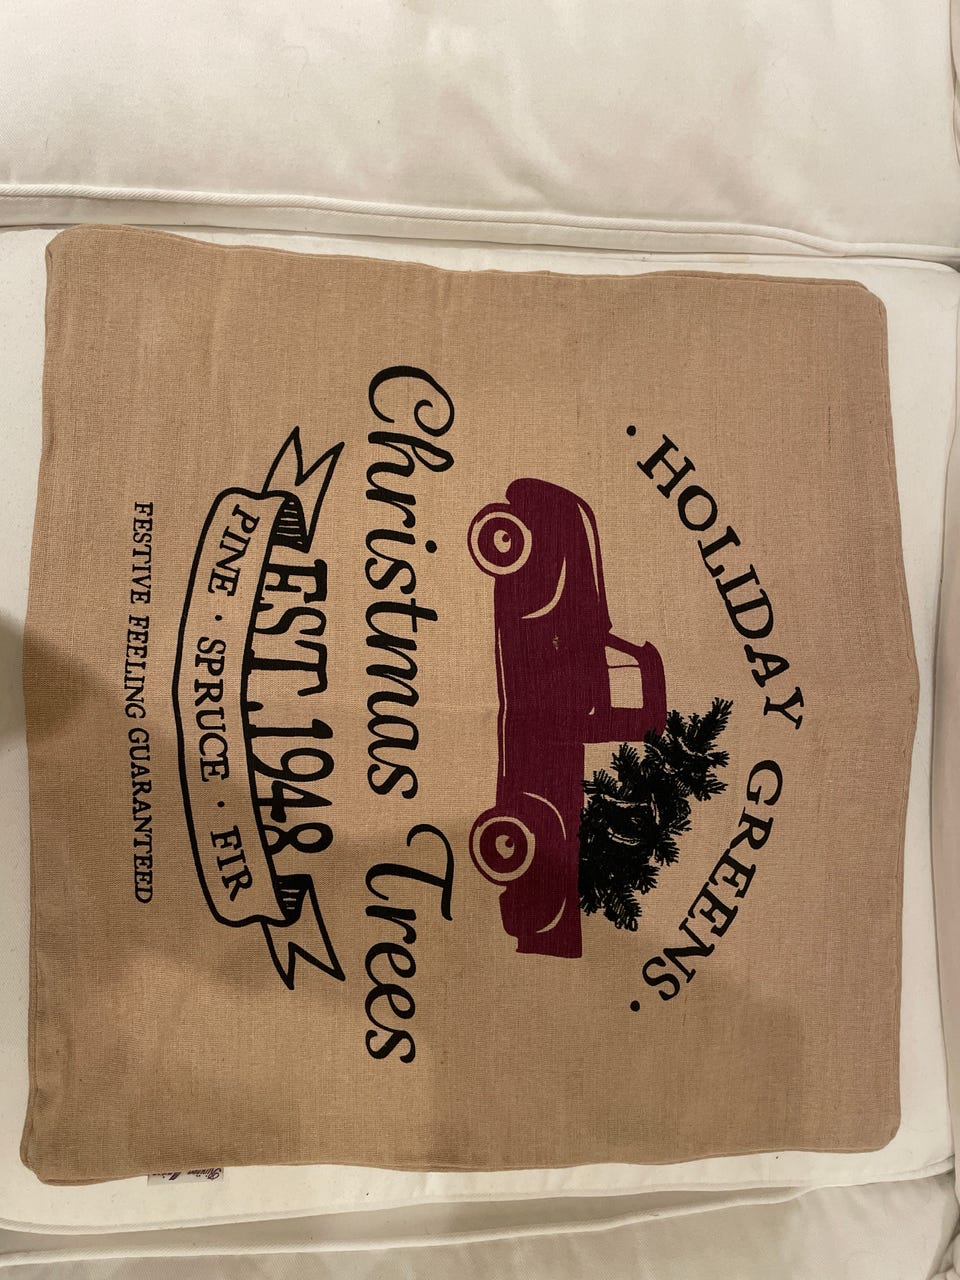 · HOLIDAY GREENS ·
Christmas Trees
EST. 1948
PINE · SPRUCE · FIR
FESTIVE FEELING GUARANTEED